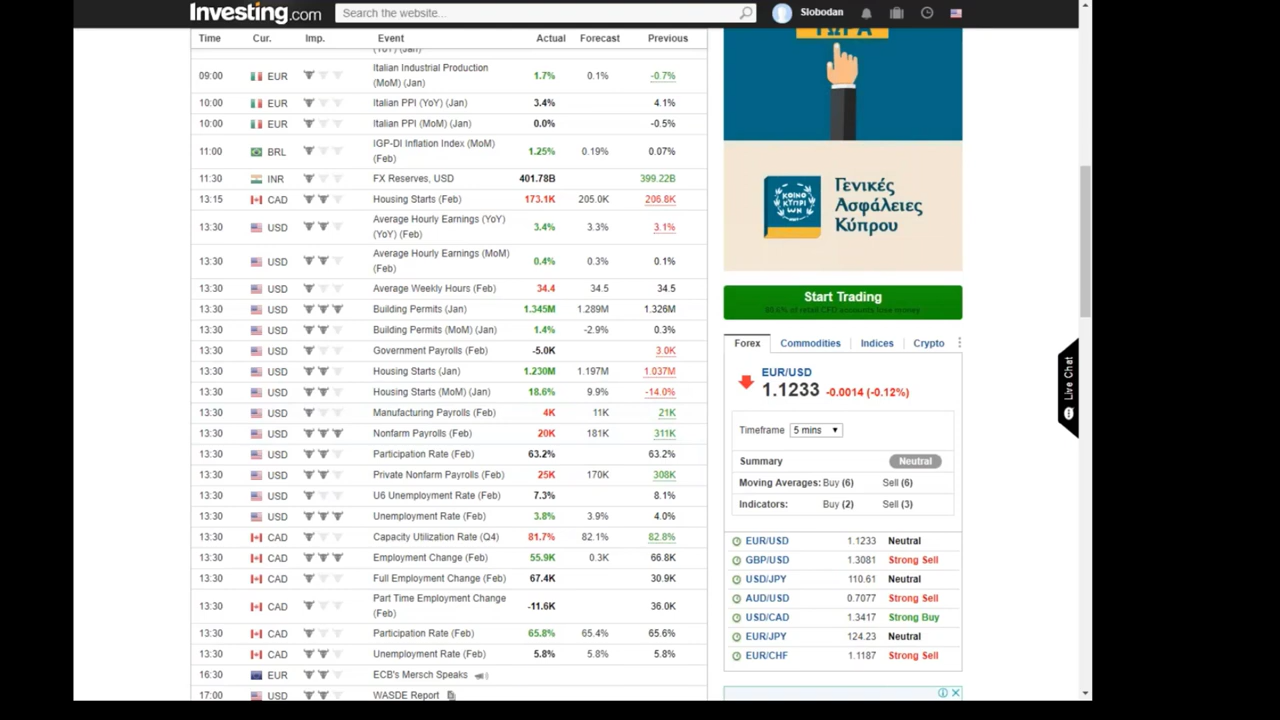 Investing.com Search the website... Slobodan
Time Cur. Imp. Event Actual Forecast Previous
(YoY) (Jan)
09:00 EUR Italian Industrial Production (MoM) (Jan) 1.7% 0.1% -0.7%
10:00 EUR Italian PPI (YoY) (Jan) 3.4% 4.1%
10:00 EUR Italian PPI (MoM) (Jan) 0.0% -0.5%
11:00 BRL IGP-DI Inflation Index (MoM) (Feb) 1.25% 0.19% 0.07%
11:30 INR FX Reserves, USD 401.78B 399.22B
13:15 CAD Housing Starts (Feb) 173.1K 205.0K 206.8K
13:30 USD Average Hourly Earnings (YoY) (YoY) (Feb) 3.4% 3.3% 3.1%
13:30 USD Average Hourly Earnings (MoM) (Feb) 0.4% 0.3% 0.1%
13:30 USD Average Weekly Hours (Feb) 34.4 34.5 34.5
13:30 USD Building Permits (Jan) 1.345M 1.289M 1.326M
13:30 USD Building Permits (MoM) (Jan) 1.4% -2.9% 0.3%
13:30 USD Government Payrolls (Feb) -5.0K 3.0K
13:30 USD Housing Starts (Jan) 1.230M 1.197M 1.037M
13:30 USD Housing Starts (MoM) (Jan) 18.6% 9.9% -14.0%
13:30 USD Manufacturing Payrolls (Feb) 4K 11K 21K
13:30 USD Nonfarm Payrolls (Feb) 20K 181K 311K
13:30 USD Participation Rate (Feb) 63.2% 63.2%
13:30 USD Private Nonfarm Payrolls (Feb) 25K 170K 308K
13:30 USD U6 Unemployment Rate (Feb) 7.3% 8.1%
13:30 USD Unemployment Rate (Feb) 3.8% 3.9% 4.0%
13:30 CAD Capacity Utilization Rate (Q4) 81.7% 82.1% 82.8%
13:30 CAD Employment Change (Feb) 55.9K 0.3K 66.8K
13:30 CAD Full Employment Change (Feb) 67.4K 30.9K
13:30 CAD Part Time Employment Change (Feb) -11.6K 36.0K
13:30 CAD Participation Rate (Feb) 65.8% 65.4% 65.6%
13:30 CAD Unemployment Rate (Feb) 5.8% 5.8% 5.8%
16:30 EUR ECB's Mersch Speaks
17:00 USD WASDE Report
ΤΩΡΑ
ΚΟΙΝΟ
ΚΥΠΡΙ
ΩΝ
Γενικές
Ασφάλειες
Κύπρου
Start Trading
Forex Commodities Indices Crypto
EUR/USD
1.1233 -0.0014 (-0.12%)
Timeframe 5 mins
Summary Neutral
Moving Averages: Buy (6) Sell (6)
Indicators: Buy (2) Sell (3)
EUR/USD 1.1233 Neutral
GBP/USD 1.3081 Strong Sell
USD/JPY 110.61 Neutral
AUD/USD 0.7077 Strong Sell
USD/CAD 1.3417 Strong Buy
EUR/JPY 124.23 Neutral
EUR/CHF 1.1187 Strong Sell
Live Chat